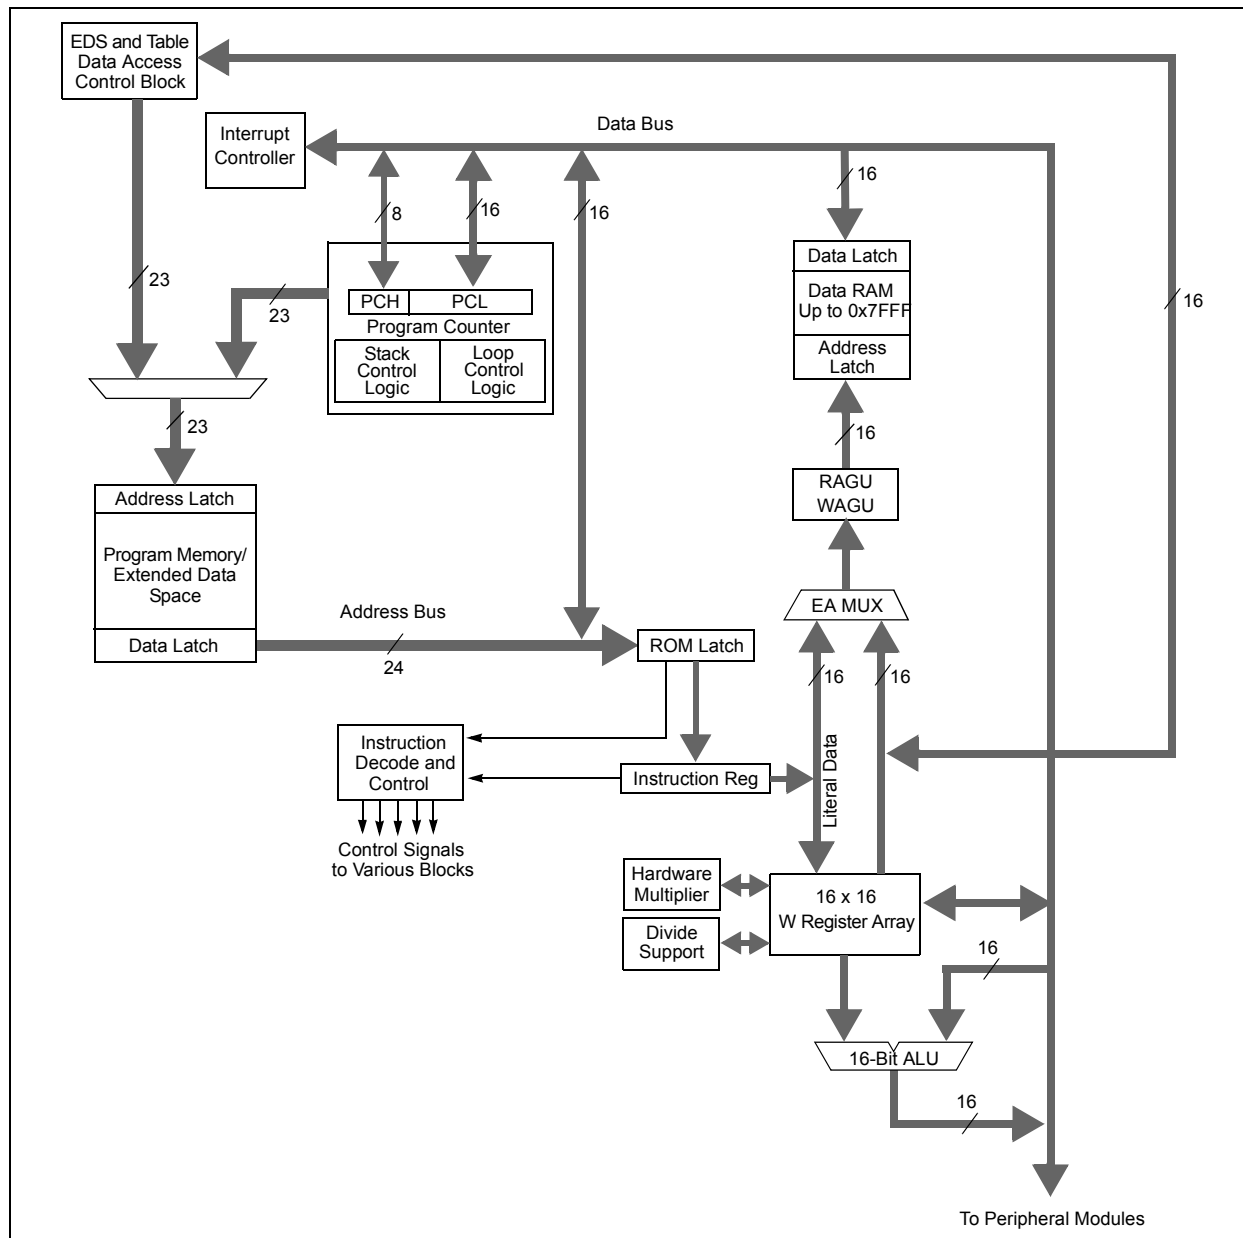 EDS and Table
Data Access
Control Block
Interrupt
Controller
Data Bus
16
8
16
16
23
23
16
PCH
PCL
Program Counter
Stack
Control
Logic
Loop
Control
Logic
Data Latch
Data RAM
Up to 0x7FFF
Address
Latch
23
16
RAGU
WAGU
Address Latch
Program Memory/
Extended Data
Space
Data Latch
Address Bus
24
EA MUX
ROM Latch
16
16
Instruction
Decode and
Control
Instruction Reg
Literal Data
Control Signals
to Various Blocks
Hardware
Multiplier
Divide
Support
16 x 16
W Register Array
16
16-Bit ALU
16
To Peripheral Modules